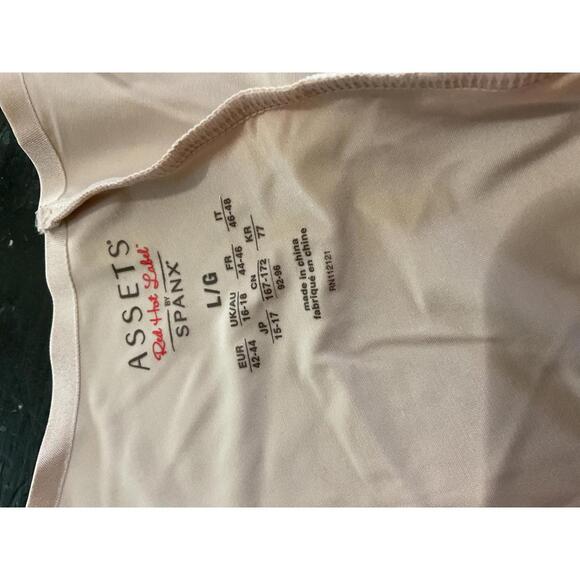 ASSETS®
Red Hot Label™
BY
SPANX®
L/G
EUR UK/AU FR IT
42-44 16-18 44-46 46-48
JP CN KR
15-17 167-172 77
92-96
made in china
fabriqué en chine
RN112121